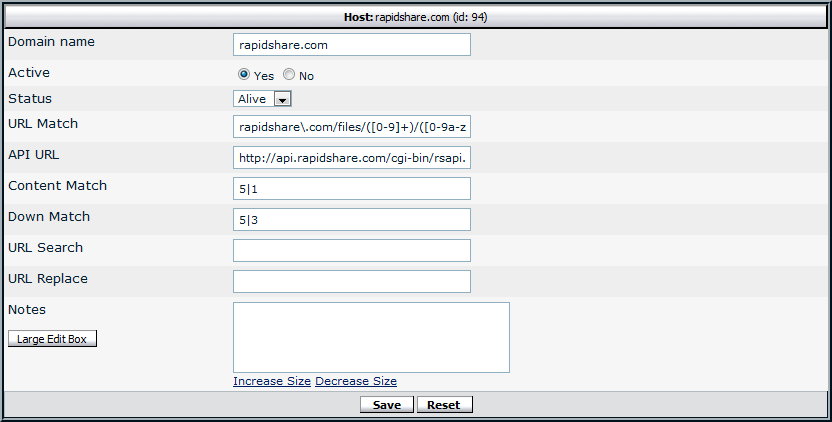 Host: rapidshare.com (id: 94)
Domain name rapidshare.com
Active Yes No
Status Alive
URL Match rapidshare\.com/files/([0-9]+)/([0-9a-z
API URL http://api.rapidshare.com/cgi-bin/rsapi.
Content Match 5|1
Down Match 5|3
URL Search
URL Replace
Notes
Large Edit Box
Increase Size Decrease Size
Save Reset